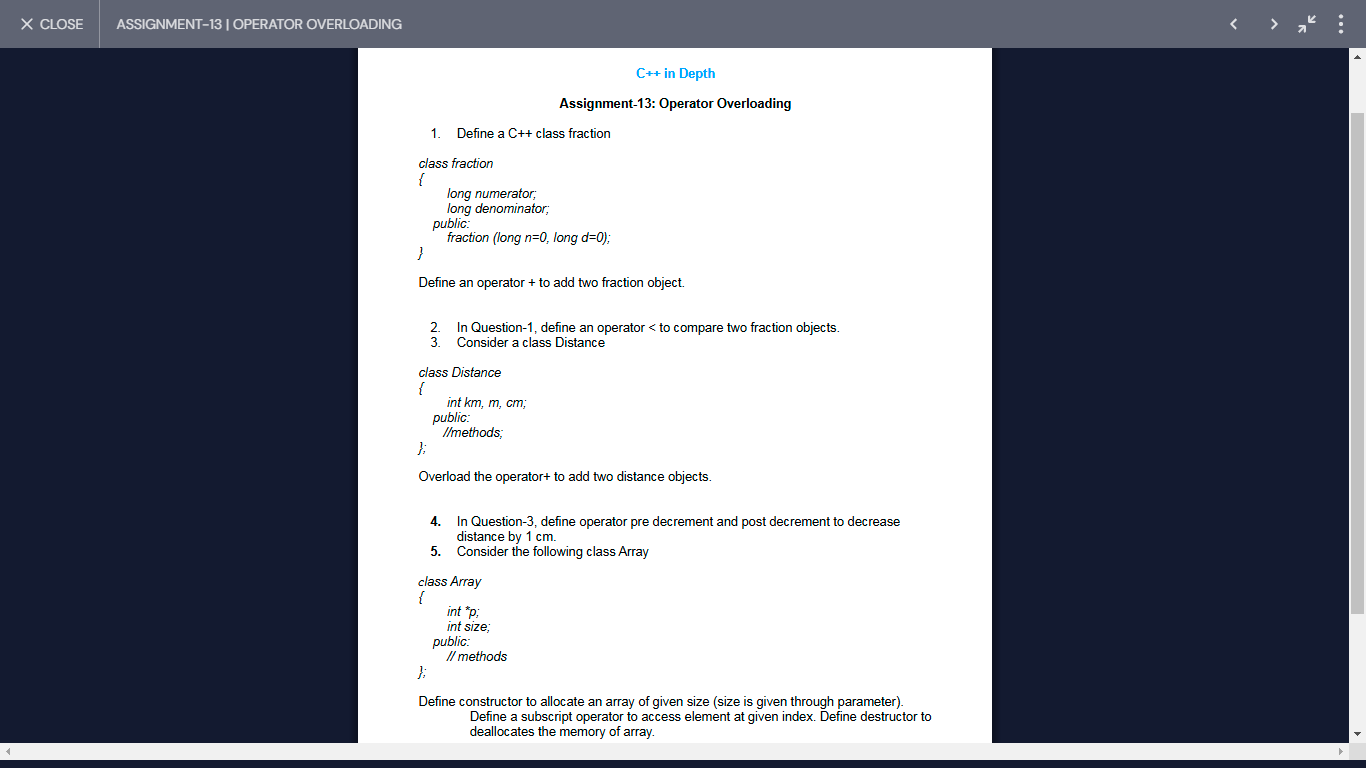 CLOSE
ASSIGNMENT-13 | OPERATOR OVERLOADING
C++ in Depth
Assignment-13: Operator Overloading
1. Define a C++ class fraction
class fraction
{
long numerator;
long denominator;
public:
fraction (long n=0, long d=0);
}
Define an operator + to add two fraction object.
2. In Question-1, define an operator < to compare two fraction objects.
3. Consider a class Distance
class Distance
{
int km, m, cm;
public:
//methods;
};
Overload the operator+ to add two distance objects.
4. In Question-3, define operator pre decrement and post decrement to decrease
distance by 1 cm.
5. Consider the following class Array
class Array
{
int *p;
int size;
public:
// methods
};
Define constructor to allocate an array of given size (size is given through parameter).
Define a subscript operator to access element at given index. Define destructor to
deallocates the memory of array.